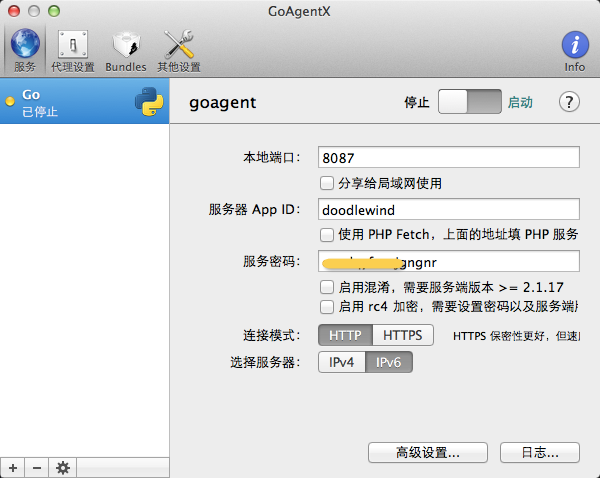 GoAgentX
服务
代理设置
Bundles
其他设置
Info
Go
已停止
goagent
停止
启动
?
本地端口:
8087
分享给局域网使用
服务器 App ID:
doodlewind
使用 PHP Fetch，上面的地址填 PHP 服务
服务密码:
gngnr
启用混淆，需要服务端版本 >= 2.1.17
启用 rc4 加密，需要设置密码以及服务端
连接模式:
HTTP
HTTPS
HTTPS 保密性更好，但速
选择服务器:
IPv4
IPv6
高级设置...
日志...